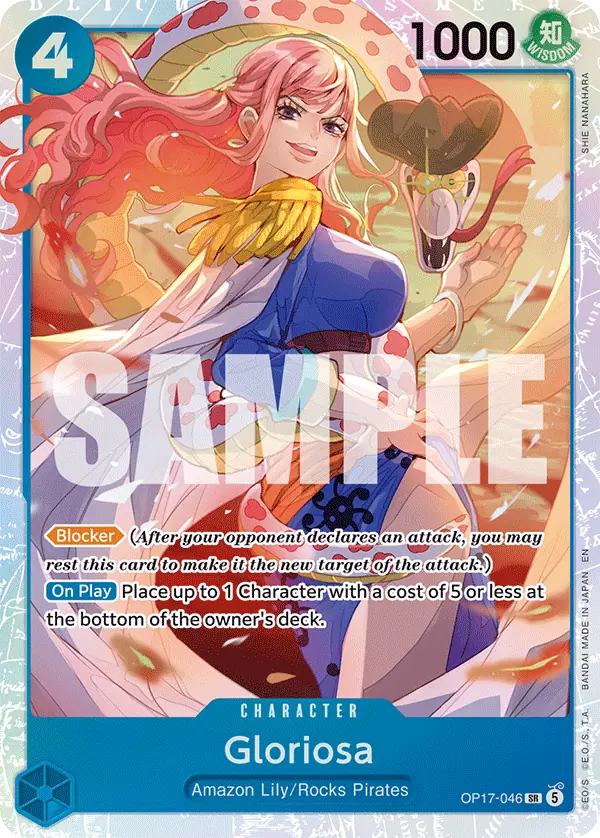 4
1000
知
WISDOM
SHIE NANAHARA
SAMPLE
Blocker (After your opponent declares an attack, you may
rest this card to make it the new target of the attack.)
On Play Place up to 1 Character with a cost of 5 or less at
the bottom of the owner's deck.
BANDAI MADE IN JAPAN EN
©E.O./S., T.A.
©EO/S
CHARACTER
Gloriosa
Amazon Lily/Rocks Pirates
OP17-046 SR 5